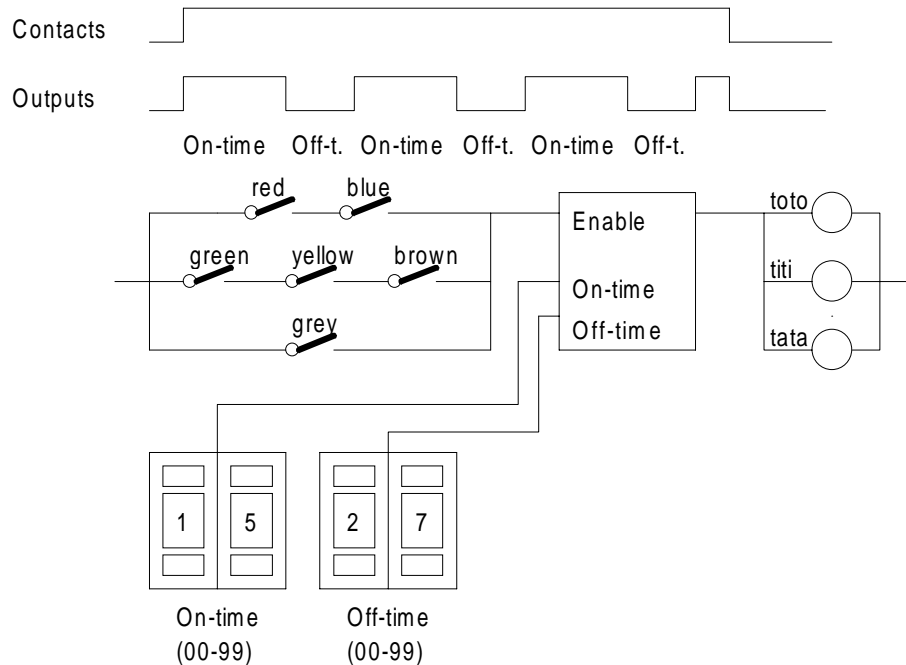 Contacts
Outputs
On-time Off-t. On-time Off-t. On-time Off-t.
red blue
toto
Enable
green yellow brown
titi
On-time
grey
Off-time
tata
1 5 2 7
On-time Off-time
(00-99) (00-99)